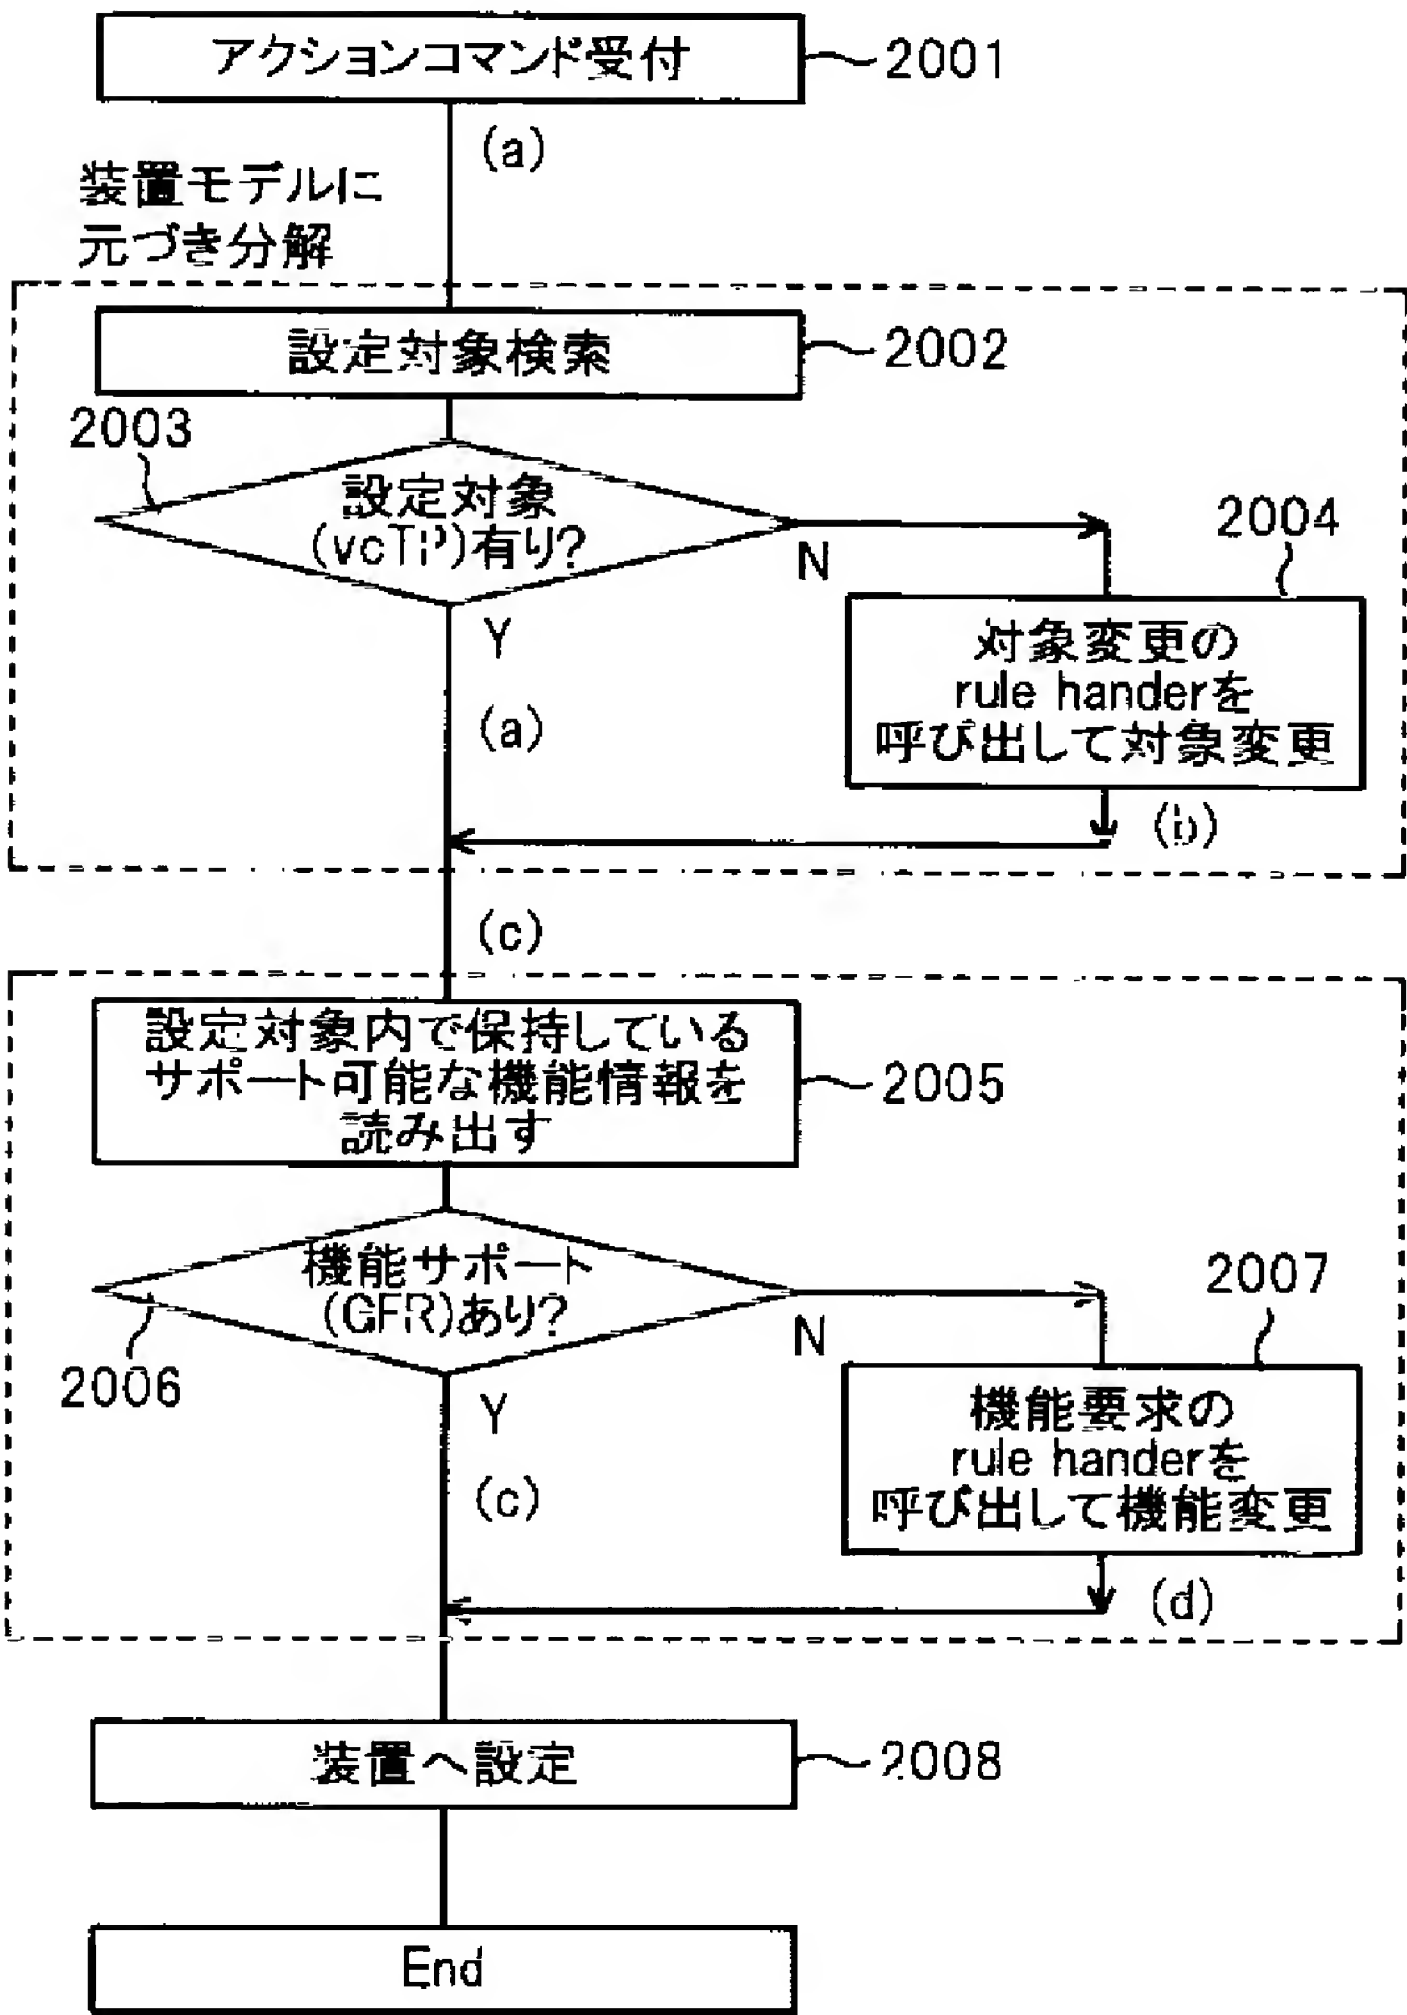 アクションコマンド受付
2001
(a)
装置モデルに
元づき分解
設定対象検索
2002
2003
設定対象
(vcTP)有り?
N
2004
Y
対象変更の
rule handerを
呼び出して対象変更
(a)
(b)
(c)
設定対象内で保持している
サポート可能な機能情報を
読み出す
2005
機能サポート
(GFR)あり?
N
2007
2006
Y
機能要求の
rule handerを
呼び出して機能変更
(c)
(d)
装置へ設定
2008
End